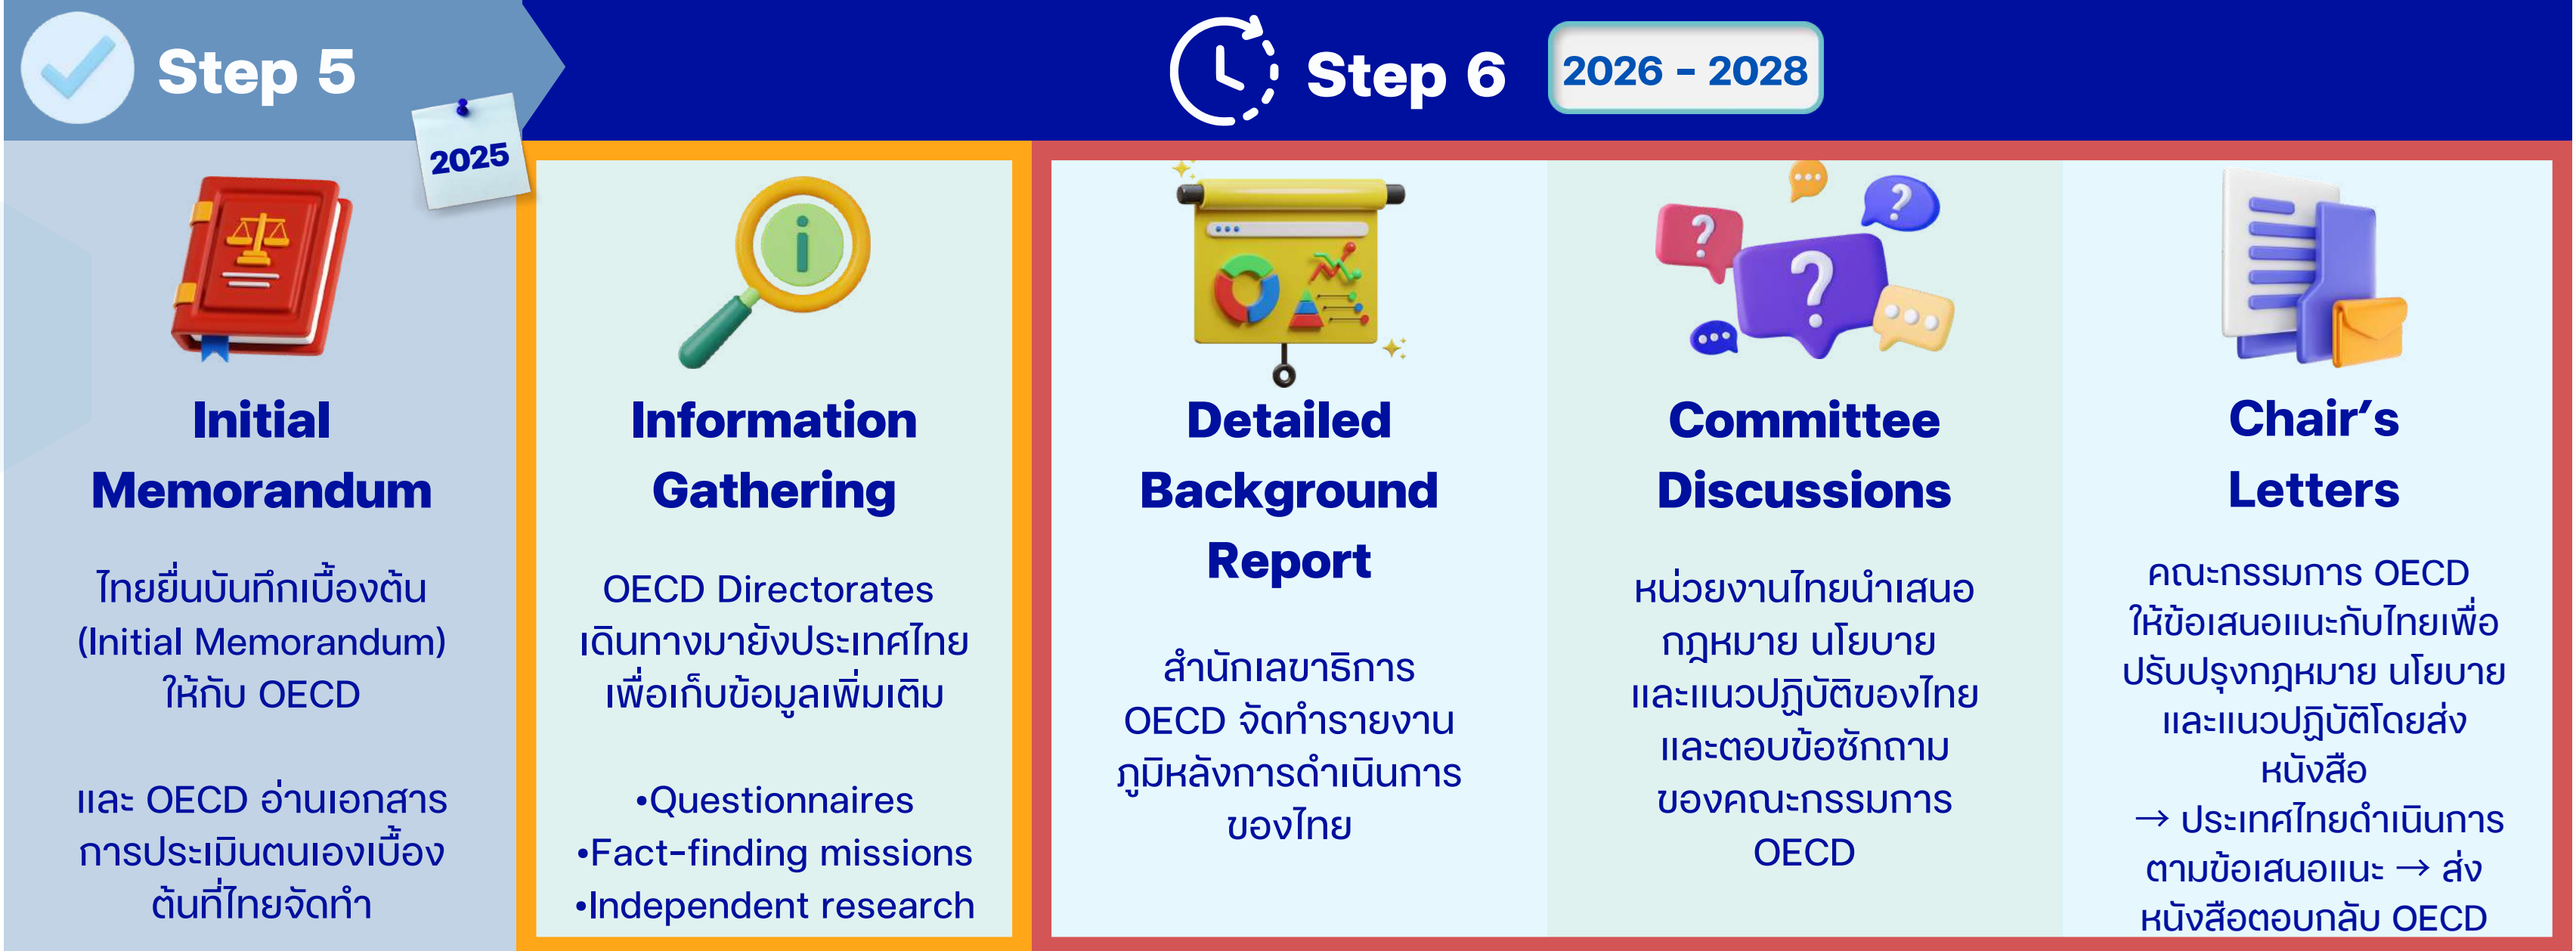 Step 5
2025
Step 6
2026 - 2028
Initial
Memorandum
ไทยยื่นบันทึกเบื้องต้น
(Initial Memorandum)
ให้กับ OECD
และ OECD อ่านเอกสาร
การประเมินตนเองเบื้อง
ต้นที่ไทยจัดทำ
Information
Gathering
OECD Directorates
เดินทางมายังประเทศไทย
เพื่อเก็บข้อมูลเพิ่มเติม
•Questionnaires
•Fact-finding missions
•Independent research
Detailed
Background
Report
สำนักเลขาธิการ
OECD จัดทำรายงาน
ภูมิหลังการดำเนินการ
ของไทย
Committee
Discussions
หน่วยงานไทยนำเสนอ
กฎหมาย นโยบาย
และแนวปฏิบัติของไทย
และตอบข้อซักถาม
ของคณะกรรมการ
OECD
Chair’s
Letters
คณะกรรมการ OECD
ให้ข้อเสนอแนะกับไทยเพื่อ
ปรับปรุงกฎหมาย นโยบาย
และแนวปฏิบัติโดยส่ง
หนังสือ
→ ประเทศไทยดำเนินการ
ตามข้อเสนอแนะ → ส่ง
หนังสือตอบกลับ OECD